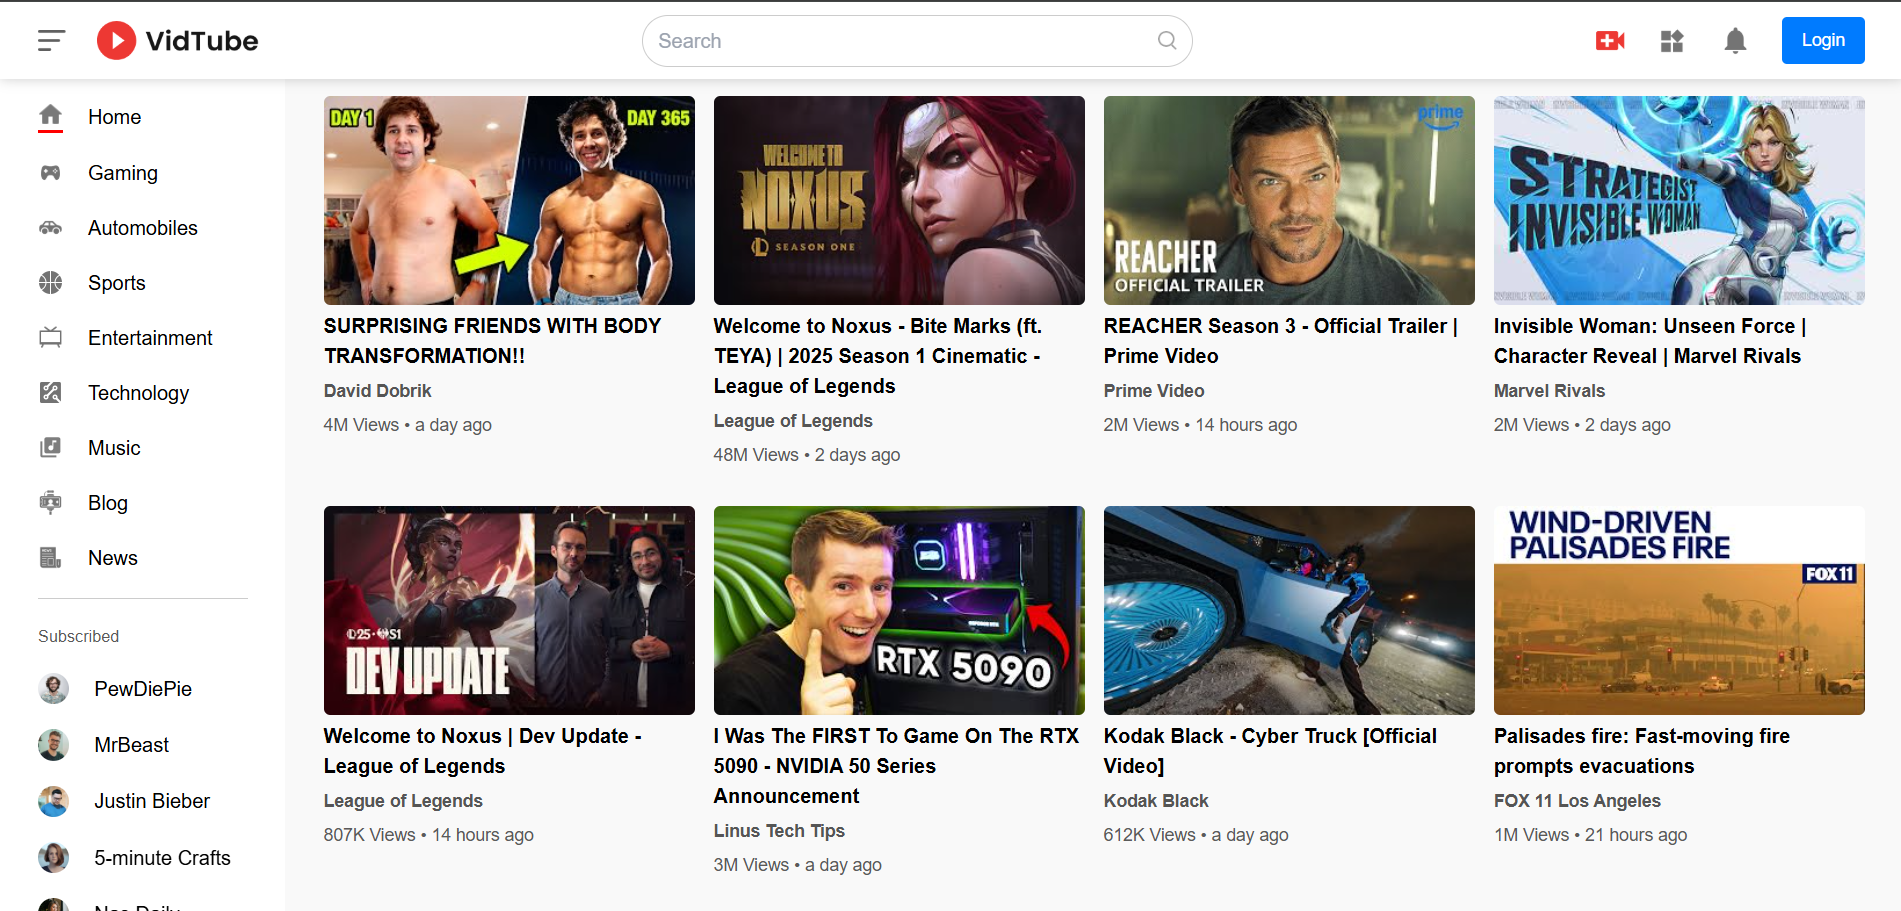 VidTube
Search
Login
Home
Gaming
Automobiles
Sports
Entertainment
Technology
Music
Blog
News
Subscribed
PewDiePie
MrBeast
Justin Bieber
5-minute Crafts
DAY 1
DAY 365
SURPRISING FRIENDS WITH BODY
TRANSFORMATION!!
David Dobrik
4M Views • a day ago
WELCOME TO
NOXUS
SEASON ONE
Welcome to Noxus - Bite Marks (ft.
TEYA) | 2025 Season 1 Cinematic -
League of Legends
League of Legends
48M Views • 2 days ago
prime
REACHER
OFFICIAL TRAILER
REACHER Season 3 - Official Trailer |
Prime Video
Prime Video
2M Views • 14 hours ago
STRATEGIST
INVISIBLE WOMAN
Invisible Woman: Unseen Force |
Character Reveal | Marvel Rivals
Marvel Rivals
2M Views • 2 days ago
25 • S1
DEV UPDATE
Welcome to Noxus | Dev Update -
League of Legends
League of Legends
807K Views • 14 hours ago
RTX 5090
I Was The FIRST To Game On The RTX
5090 - NVIDIA 50 Series
Announcement
Linus Tech Tips
3M Views • a day ago
Kodak Black - Cyber Truck [Official
Video]
Kodak Black
612K Views • a day ago
WIND-DRIVEN
PALISADES FIRE
FOX 11
Palisades fire: Fast-moving fire
prompts evacuations
FOX 11 Los Angeles
1M Views • 21 hours ago